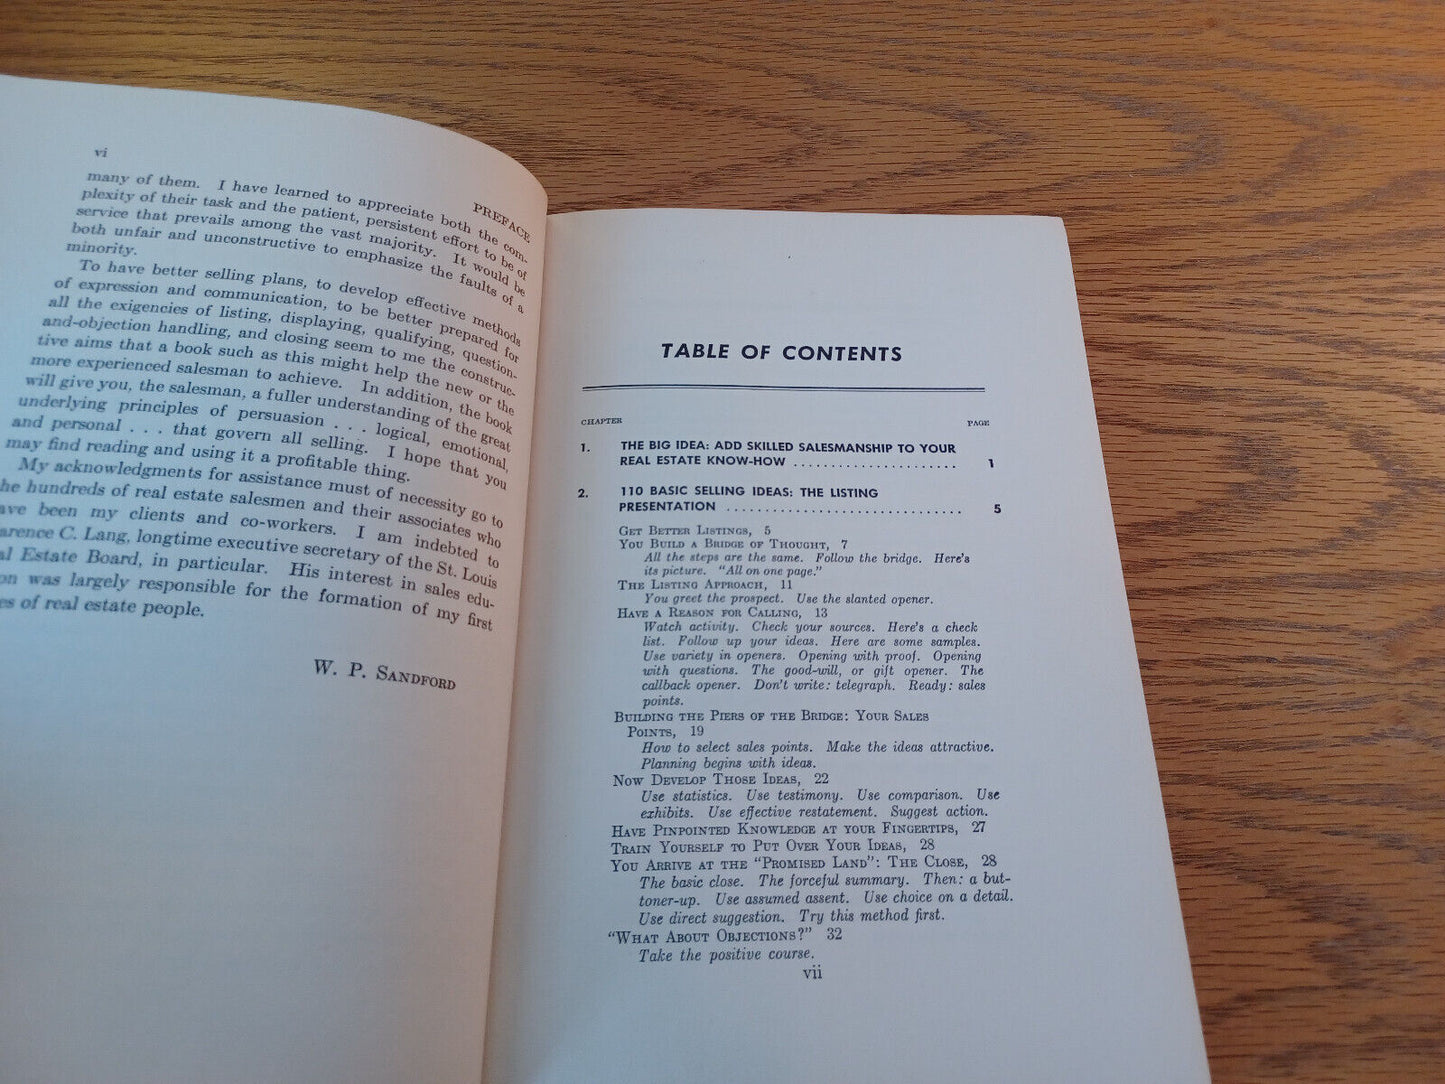 vi
PREFACE
many of them. I have learned to appreciate both the com-
plexity of their task and the patient, persistent effort to be of
service that prevails among the vast majority. It would be
both unfair and unconstructive to emphasize the faults of a
minority.
To have better selling plans, to develop effective methods
of expression and communication, to be better prepared for
all the exigencies of listing, displaying, qualifying, question-
and-objection handling, and closing seem to me the construc-
tive aims that a book such as this might help the new or the
more experienced salesman to achieve. In addition, the book
will give you, the salesman, a fuller understanding of the great
underlying principles of persuasion . . . logical, emotional,
and personal . . . that govern all selling. I hope that you
may find reading and using it a profitable thing.
My acknowledgments for assistance must of necessity go to
he hundreds of real estate salesmen and their associates who
ave been my clients and co-workers. I am indebted to
arence C. Lang, longtime executive secretary of the St. Louis
al Estate Board, in particular. His interest in sales edu-
on was largely responsible for the formation of my first
es of real estate people.
W. P. SANDFORD
TABLE OF CONTENTS
CHAPTER PAGE
1. THE BIG IDEA: ADD SKILLED SALESMANSHIP TO YOUR
REAL ESTATE KNOW-HOW ...................... 1
2. 110 BASIC SELLING IDEAS: THE LISTING
PRESENTATION ................................ 5
GET BETTER LISTINGS, 5
YOU BUILD A BRIDGE OF THOUGHT, 7
All the steps are the same. Follow the bridge. Here's
its picture. "All on one page."
THE LISTING APPROACH, 11
You greet the prospect. Use the slanted opener.
HAVE A REASON FOR CALLING, 13
Watch activity. Check your sources. Here's a check
list. Follow up your ideas. Here are some samples.
Use variety in openers. Opening with proof. Opening
with questions. The good-will, or gift opener. The
callback opener. Don't write: telegraph. Ready: sales
points.
BUILDING THE PIERS OF THE BRIDGE: YOUR SALES
POINTS, 19
How to select sales points. Make the ideas attractive.
Planning begins with ideas.
NOW DEVELOP THOSE IDEAS, 22
Use statistics. Use testimony. Use comparison. Use
exhibits. Use effective restatement. Suggest action.
HAVE PINPOINTED KNOWLEDGE AT YOUR FINGERTIPS, 27
TRAIN YOURSELF TO PUT OVER YOUR IDEAS, 28
YOU ARRIVE AT THE "PROMISED LAND": THE CLOSE, 28
The basic close. The forceful summary. Then: a but-
toner-up. Use assumed assent. Use choice on a detail.
Use direct suggestion. Try this method first.
"WHAT ABOUT OBJECTIONS?" 32
Take the positive course.
vii